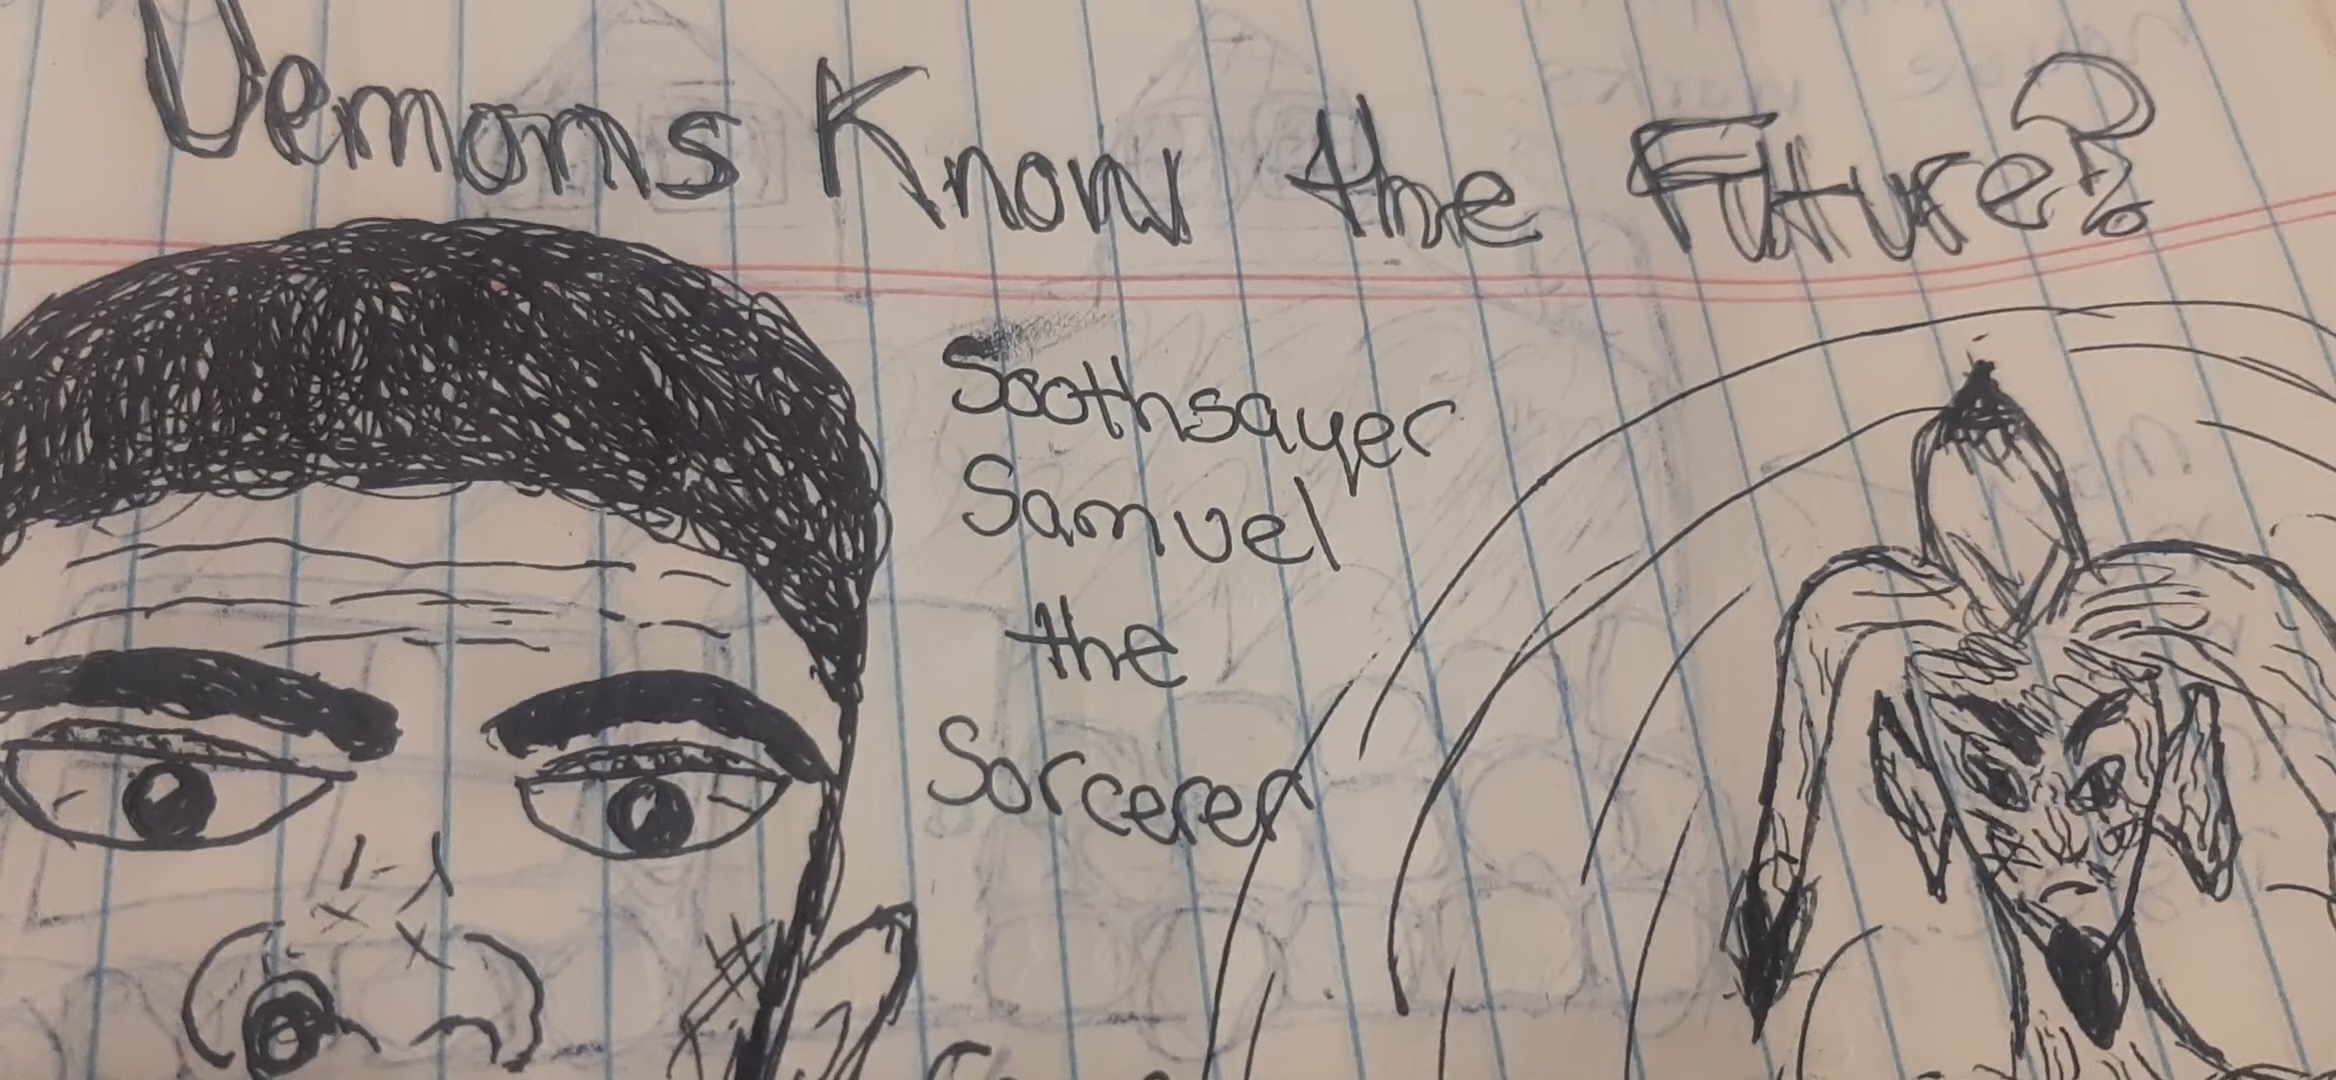 Demons Know the Future?
Soothsayer
Samuel
the
Sorcerer